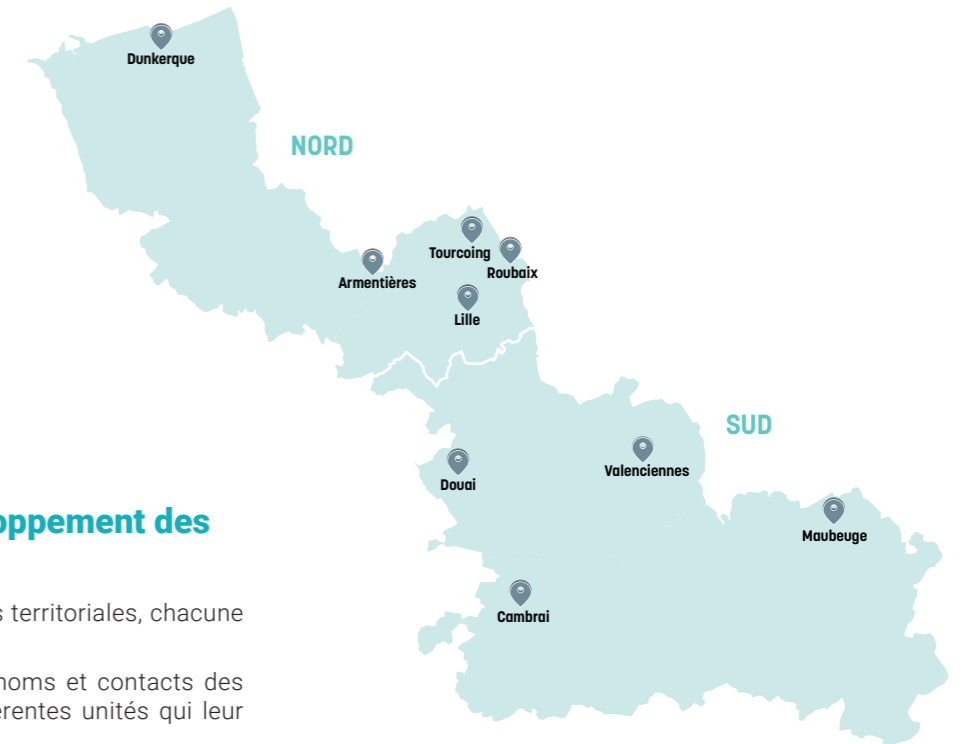 Dunkerque
NORD
Tourcoing
Roubaix
Armentières
Lille
SUD
Valenciennes
Douai
Maubeuge
Cambrai
oppement des
s territoriales, chacune
noms et contacts des
érentes unités qui leur